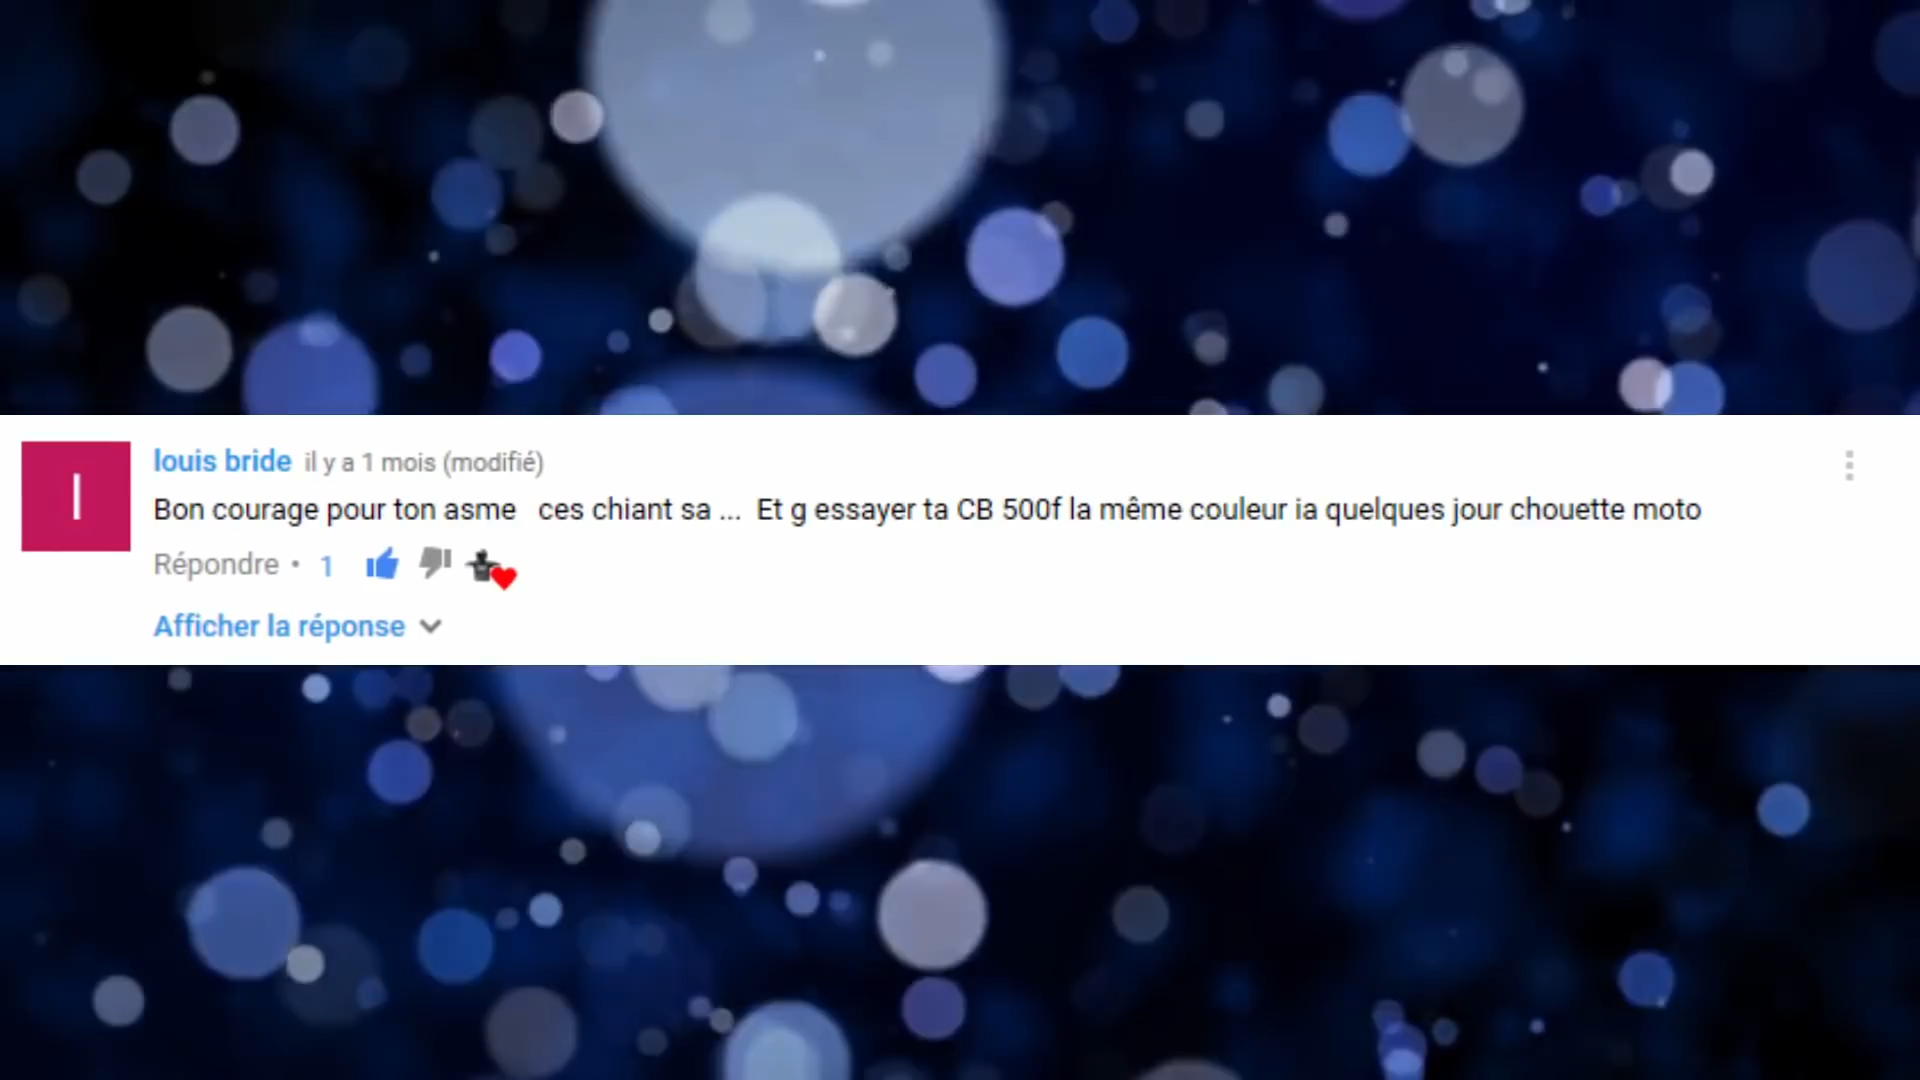 l
louis bride il y a 1 mois (modifié)
Bon courage pour ton asme ces chiant sa ... Et g essayer ta CB 500f la même couleur ia quelques jour chouette moto
Répondre • 1
Afficher la réponse